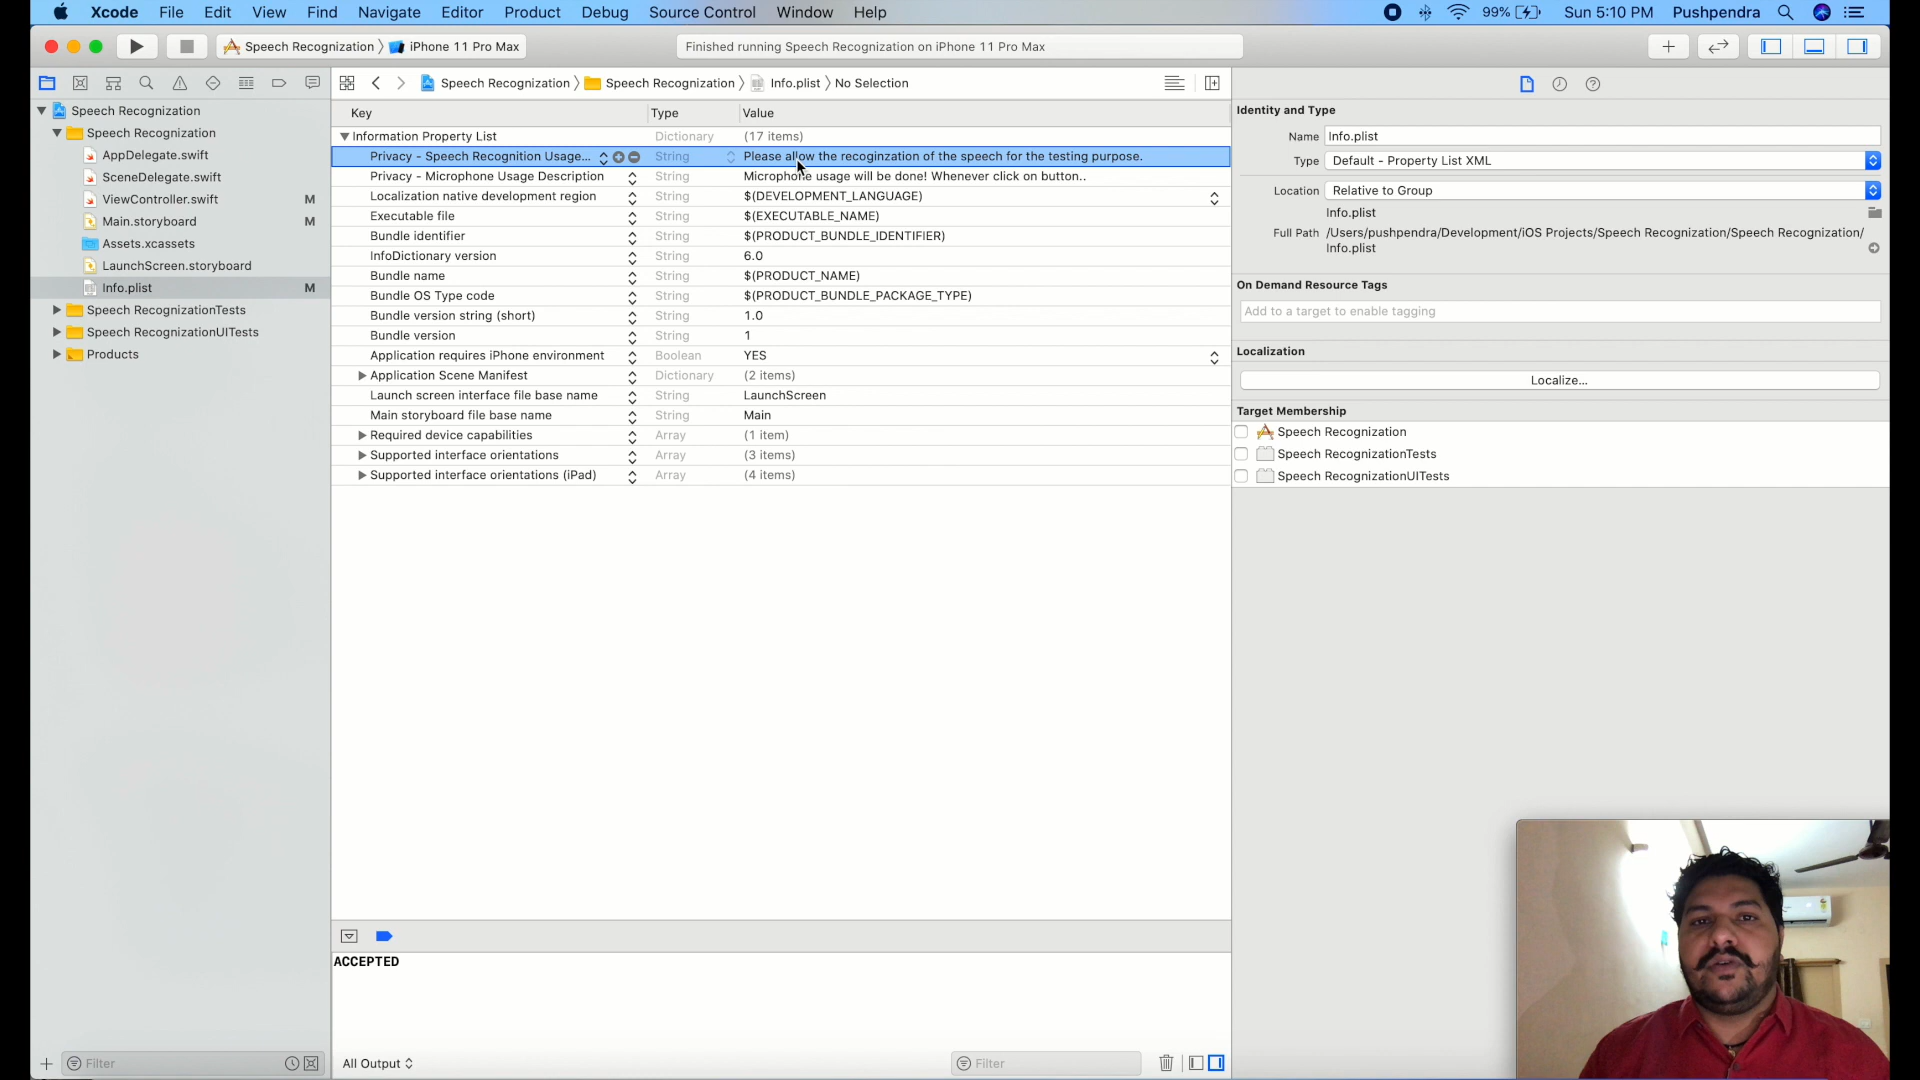 Xcode File Edit View Find Navigate Editor Product Debug Source Control Window Help 99% Sun 5:10 PM Pushpendra
Speech Recognization 〉 iPhone 11 Pro Max Finished running Speech Recognization on iPhone 11 Pro Max
Speech Recognization 〉 Speech Recognization 〉 Info.plist 〉 No Selection
Speech Recognization
Speech Recognization
AppDelegate.swift
SceneDelegate.swift
ViewController.swift M
Main.storyboard M
Assets.xcassets
LaunchScreen.storyboard
Info.plist M
Speech RecognizationTests
Speech RecognizationUITests
Products
Filter
Key Type Value
Information Property List Dictionary (17 items)
Privacy - Speech Recognition Usage... String Please allow the recoginzation of the speech for the testing purpose.
Privacy - Microphone Usage Description String Microphone usage will be done! Whenever click on button..
Localization native development region String $(DEVELOPMENT_LANGUAGE)
Executable file String $(EXECUTABLE_NAME)
Bundle identifier String $(PRODUCT_BUNDLE_IDENTIFIER)
InfoDictionary version String 6.0
Bundle name String $(PRODUCT_NAME)
Bundle OS Type code String $(PRODUCT_BUNDLE_PACKAGE_TYPE)
Bundle version string (short) String 1.0
Bundle version String 1
Application requires iPhone environment Boolean YES
Application Scene Manifest Dictionary (2 items)
Launch screen interface file base name String LaunchScreen
Main storyboard file base name String Main
Required device capabilities Array (1 item)
Supported interface orientations Array (3 items)
Supported interface orientations (iPad) Array (4 items)
ACCEPTED
All Output Filter
Identity and Type
Name Info.plist
Type Default - Property List XML
Location Relative to Group
Info.plist
Full Path /Users/pushpendra/Development/iOS Projects/Speech Recognization/Speech Recognization/
Info.plist
On Demand Resource Tags
Add to a target to enable tagging
Localization
Localize...
Target Membership
Speech Recognization
Speech RecognizationTests
Speech RecognizationUITests